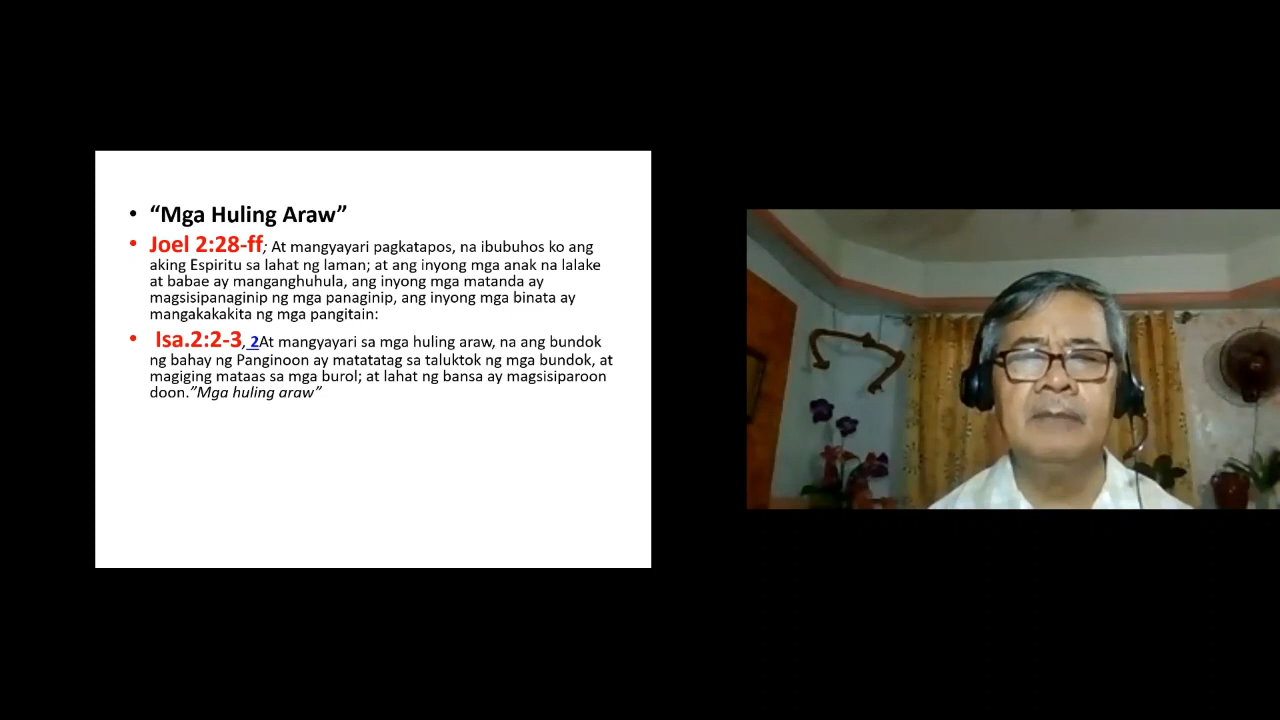 • “Mga Huling Araw”
• Joel 2:28-ff; At mangyayari pagkatapos, na ibubuhos ko ang
aking Espiritu sa lahat ng laman; at ang inyong mga anak na lalake
at babae ay manganghuhula, ang inyong mga matanda ay
magsisipanaginip ng mga panaginip, ang inyong mga binata ay
mangakakakita ng mga pangitain:
• Isa.2:2-3, 2At mangyayari sa mga huling araw, na ang bundok
ng bahay ng Panginoon ay matatatag sa taluktok ng mga bundok, at
magiging mataas sa mga burol; at lahat ng bansa ay magsisiparoon
doon.”Mga huling araw”